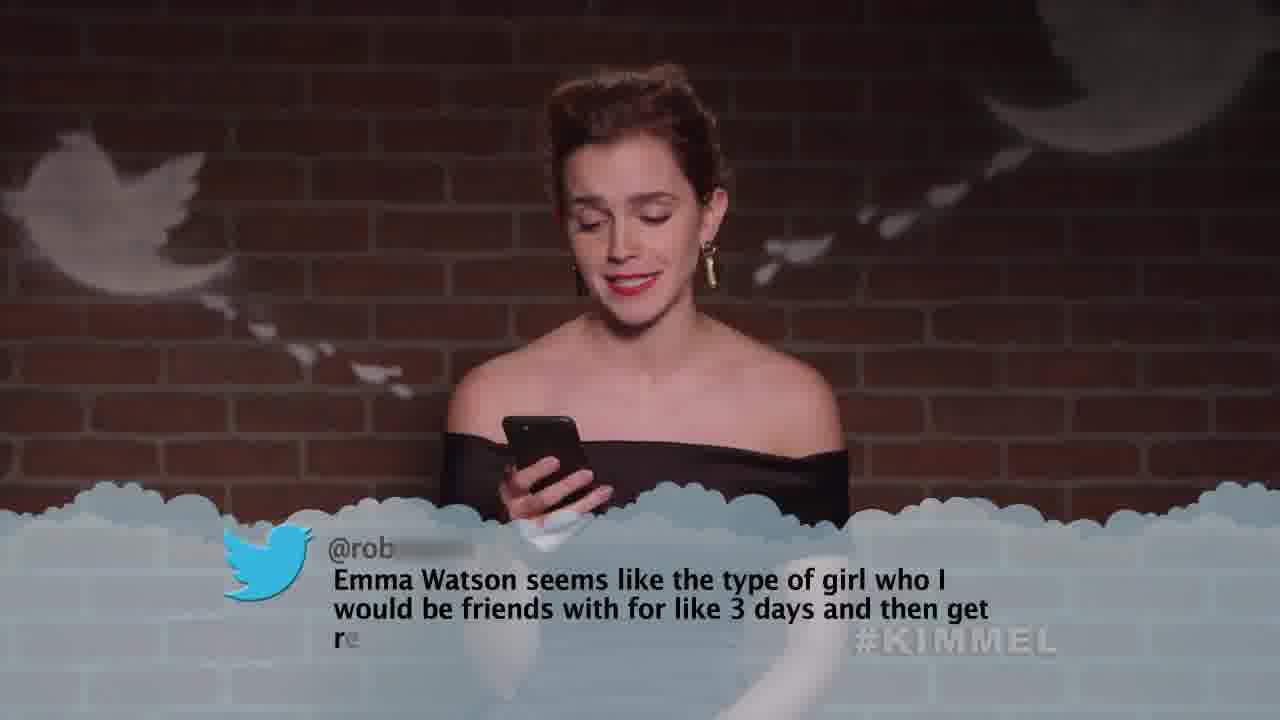 @rob
Emma Watson seems like the type of girl who I
would be friends with for like 3 days and then get
re
#KIMMEL